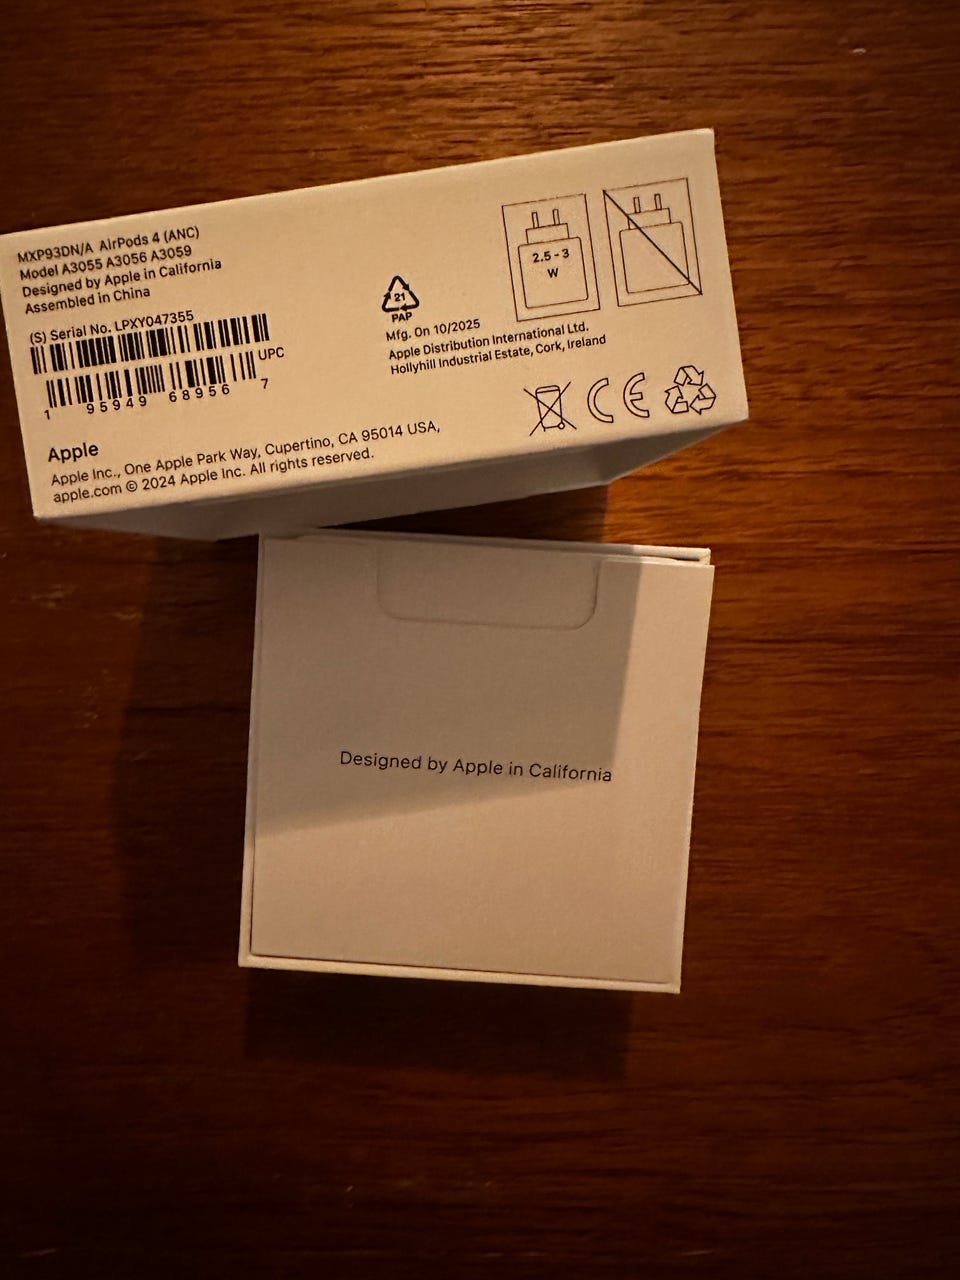 MXP93DN/A AirPods 4 (ANC)
Model A3055 A3056 A3059
Designed by Apple in California
Assembled in China
(S) Serial No. LPXY047355
UPC
1 95949 68956 7
Apple
Apple Inc., One Apple Park Way, Cupertino, CA 95014 USA,
apple.com © 2024 Apple Inc. All rights reserved.
21
PAP
Mfg. On 10/2025
Apple Distribution International Ltd.
Hollyhill Industrial Estate, Cork, Ireland
2.5 - 3
W
CE
Designed by Apple in California